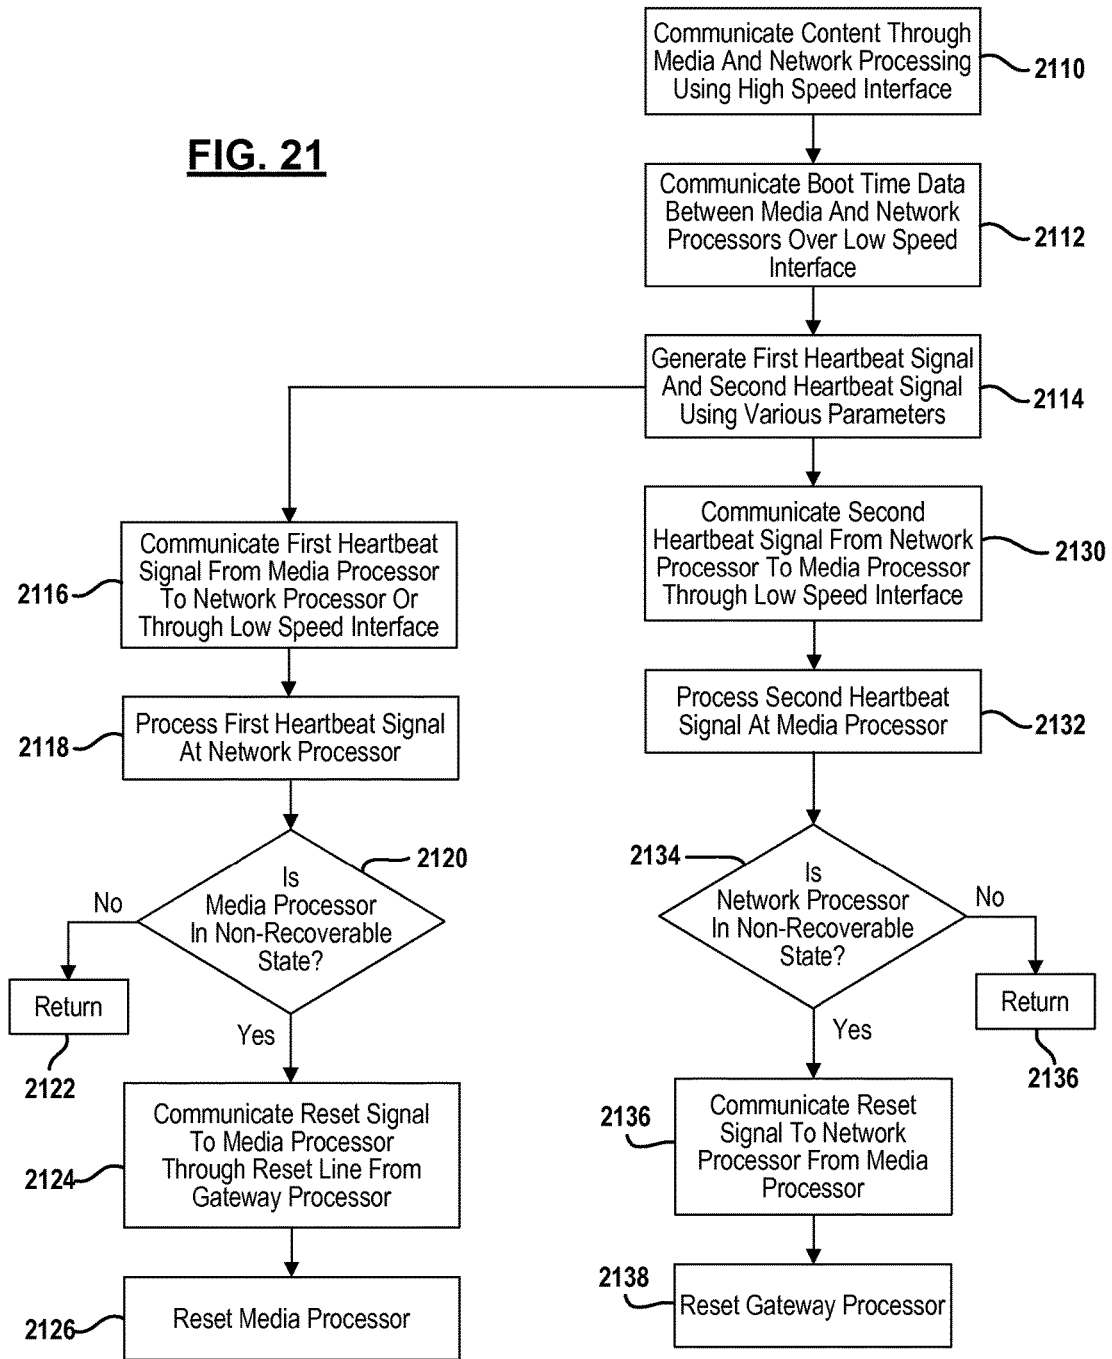 FIG. 21
Communicate Content Through
Media And Network Processing
Using High Speed Interface
2110
Communicate Boot Time Data
Between Media And Network
Processors Over Low Speed
Interface
2112
Generate First Heartbeat Signal
And Second Heartbeat Signal
Using Various Parameters
2114
Communicate First Heartbeat
Signal From Media Processor
To Network Processor Or
Through Low Speed Interface
2116
Process First Heartbeat Signal
At Network Processor
2118
Is
Media Processor
In Non-Recoverable
State?
2120
No
Return
2122
Yes
Communicate Reset Signal
To Media Processor
Through Reset Line From
Gateway Processor
2124
Reset Media Processor
2126
Communicate Second
Heartbeat Signal From Network
Processor To Media Processor
Through Low Speed Interface
2130
Process Second Heartbeat
Signal At Media Processor
2132
Is
Network Processor
In Non-Recoverable
State?
2134
No
Return
2136
Yes
Communicate Reset
Signal To Network
Processor From Media
Processor
2136
Reset Gateway Processor
2138